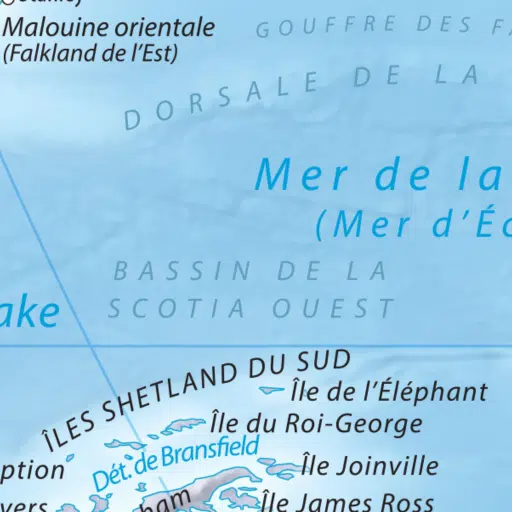 Malouine orientale
(Falkland de l'Est)
GOUFFRE DES
DORSALE DE LA
Mer de la
(Mer d'Éc
BASSIN DE LA
SCOTIA OUEST
ake
ÎLES SHETLAND DU SUD
Île de l'Éléphant
Île du Roi-George
Dét. de Bransfield
ption
Île Joinville
vers
ham
Île James Ross